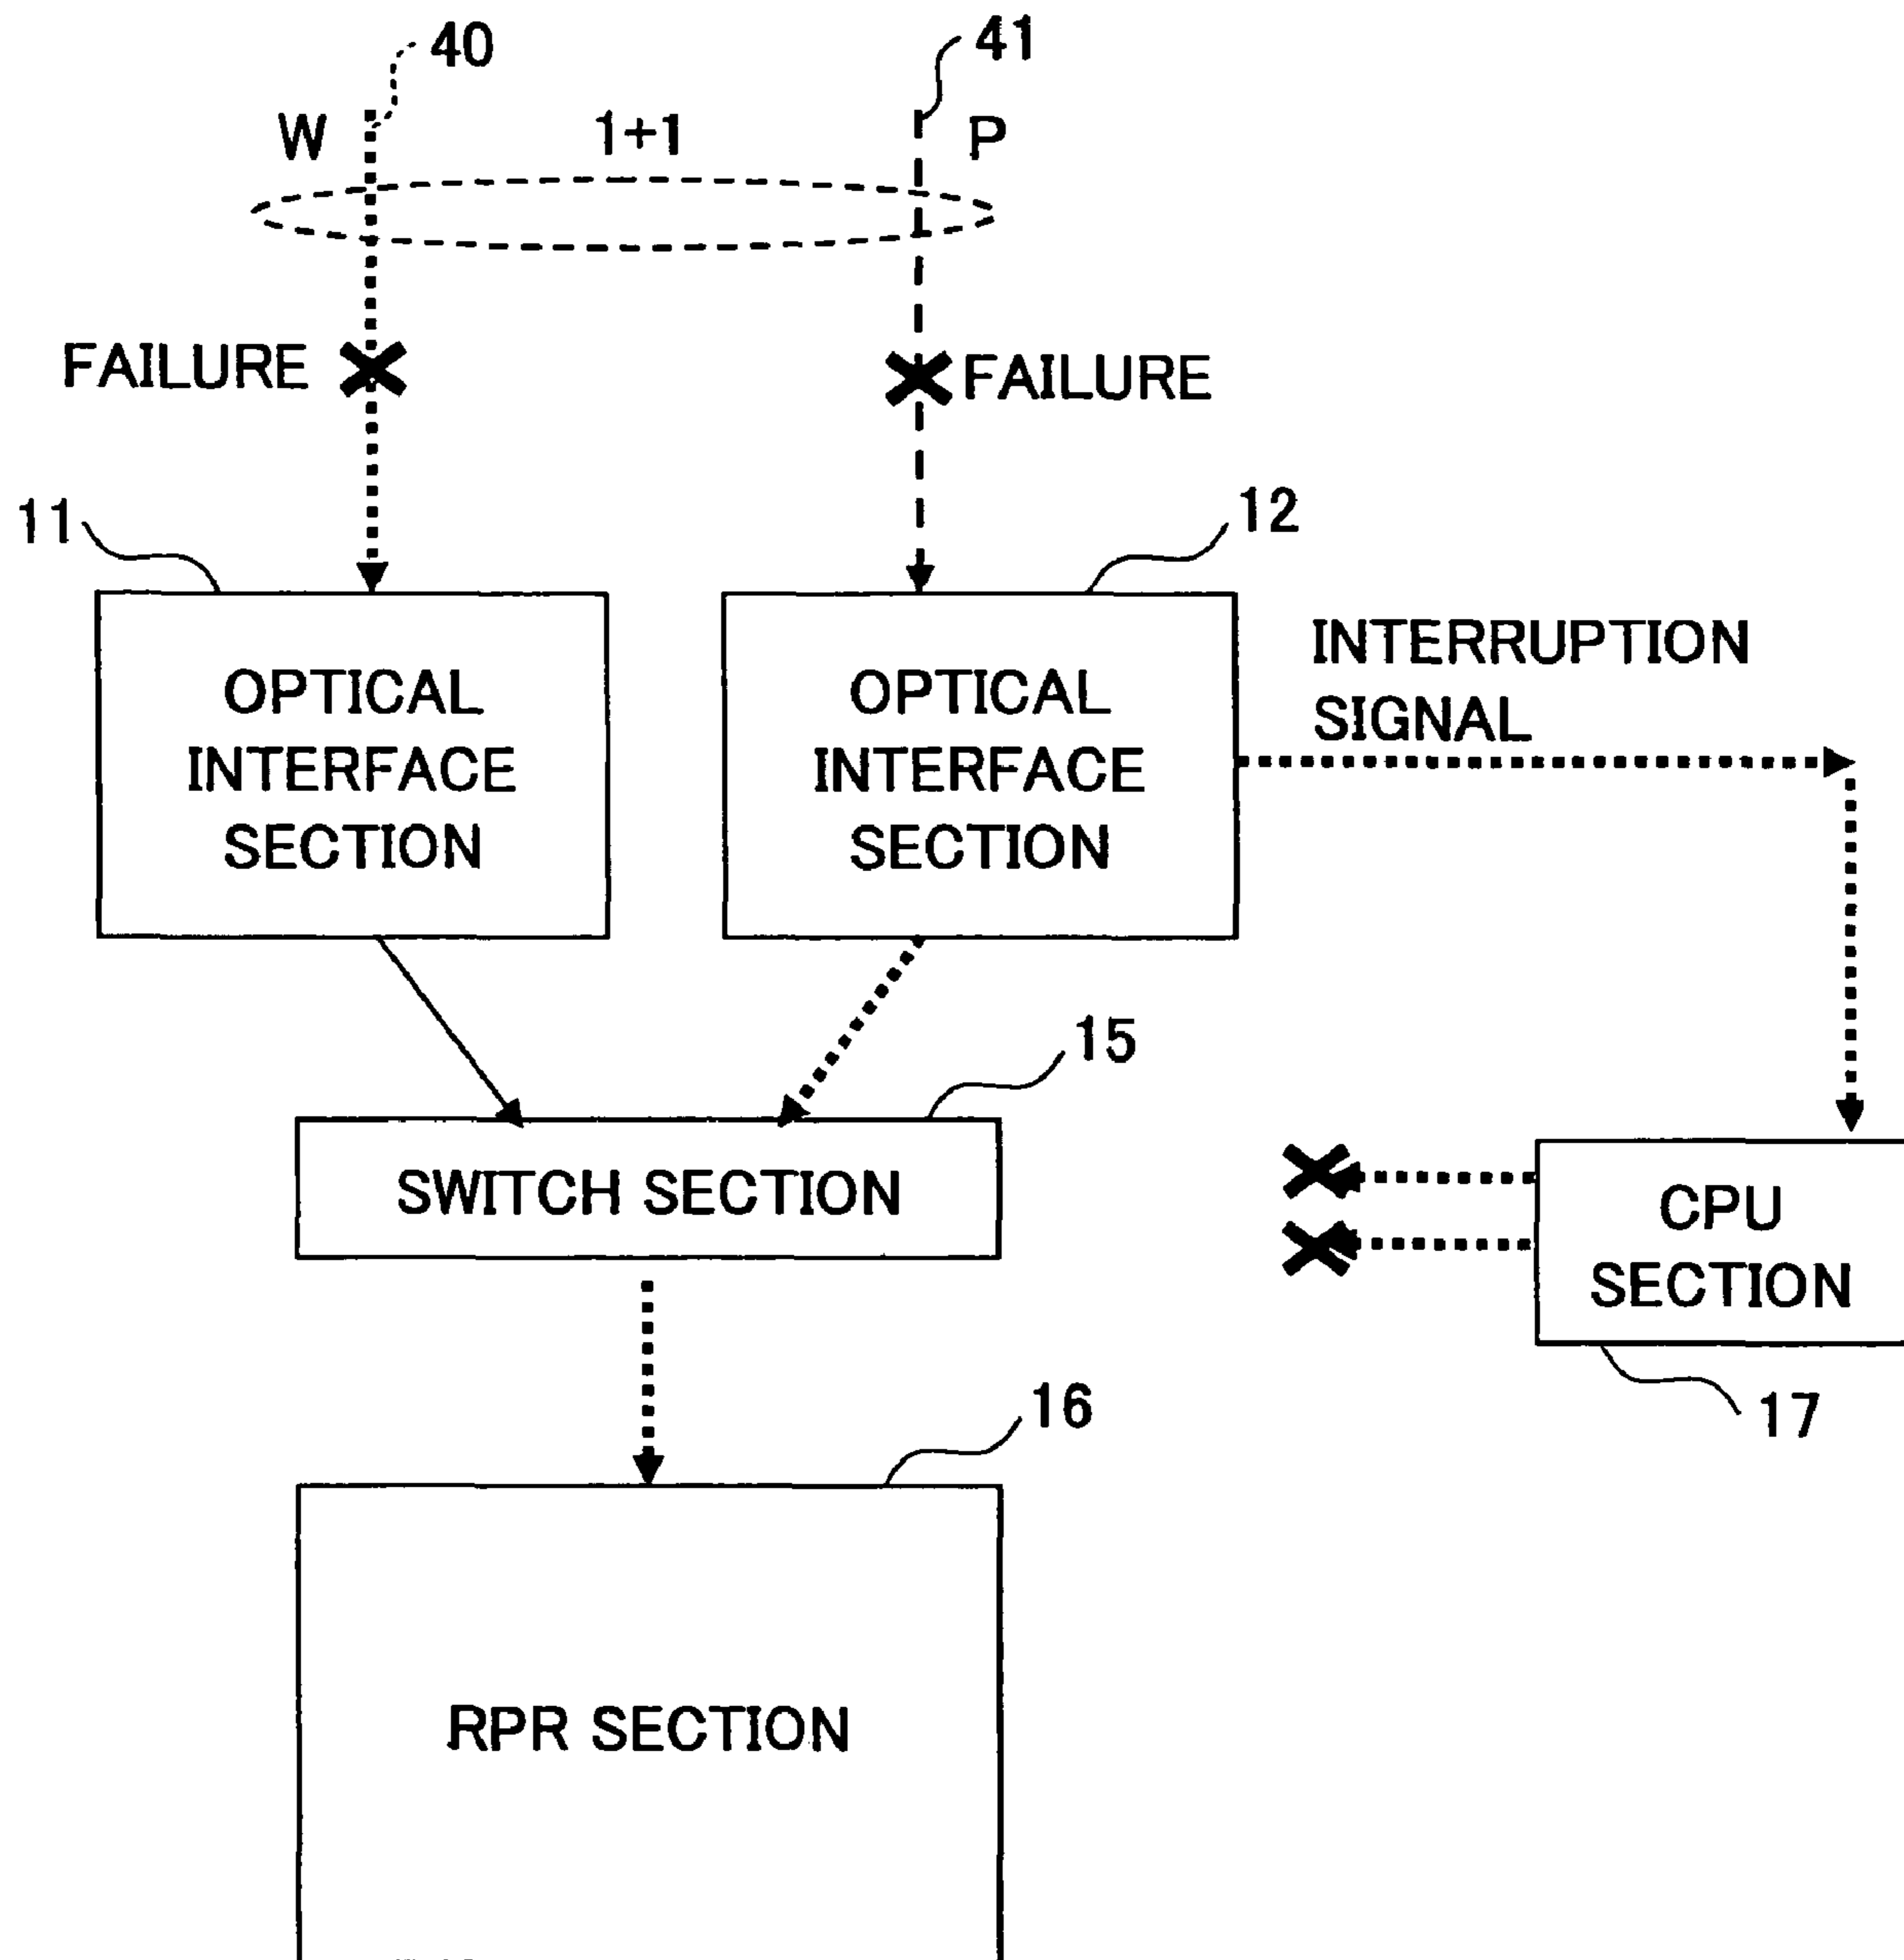 40
41
W
1+1
P
FAILURE
FAILURE
11
12
OPTICAL
INTERFACE
SECTION
OPTICAL
INTERFACE
SECTION
INTERRUPTION
SIGNAL
15
SWITCH SECTION
CPU
SECTION
16
17
RPR SECTION